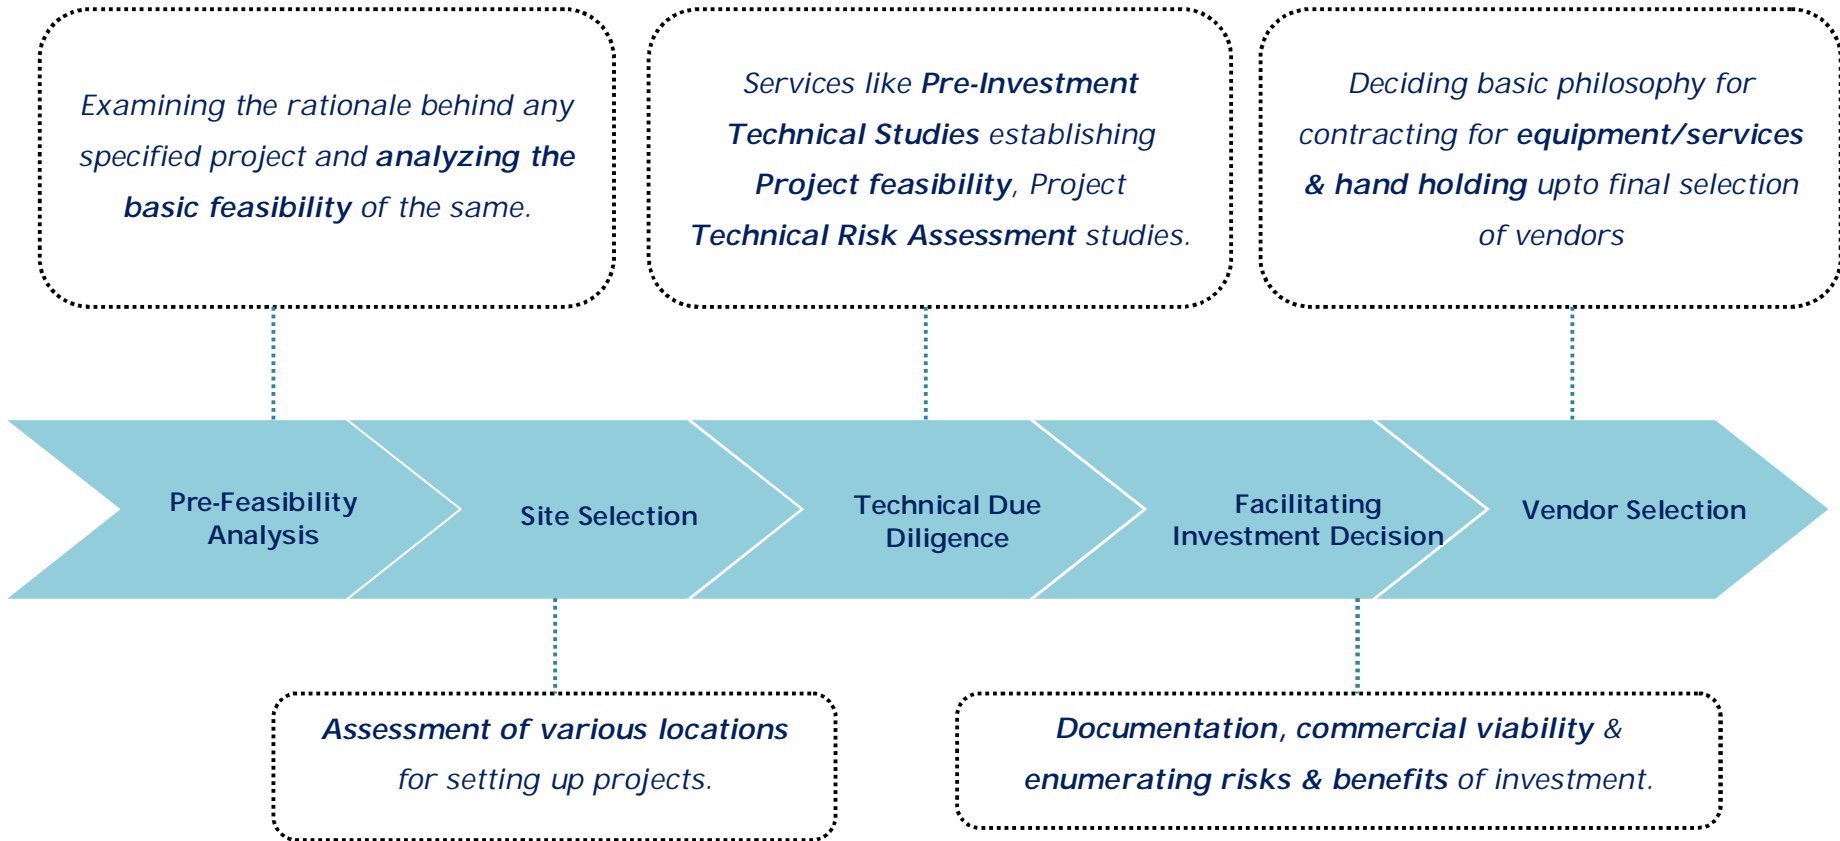 Examining the rationale behind any
specified project and analyzing the
basic feasibility of the same.
Services like Pre-Investment
Technical Studies establishing
Project feasibility, Project
Technical Risk Assessment studies.
Deciding basic philosophy for
contracting for equipment/services
& hand holding upto final selection
of vendors
Pre-Feasibility
Analysis
Site Selection
Technical Due
Diligence
Facilitating
Investment Decision
Vendor Selection
Assessment of various locations
for setting up projects.
Documentation, commercial viability &
enumerating risks & benefits of investment.